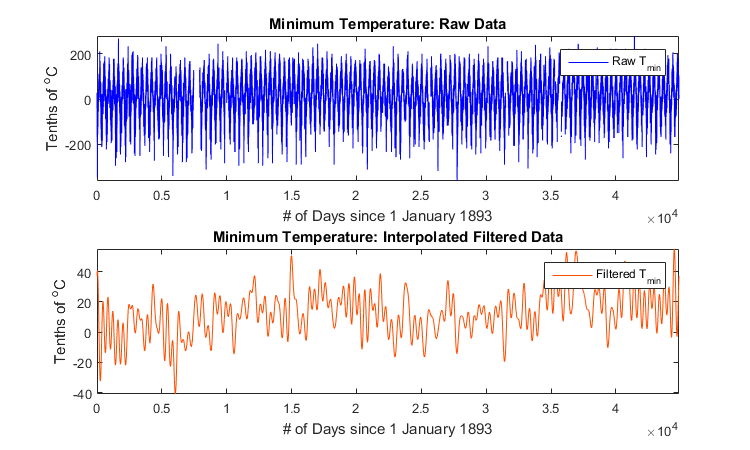 Minimum Temperature: Raw Data
Tenths of °C
200
0
-200
Raw Tmin
0 0.5 1 1.5 2 2.5 3 3.5 4
# of Days since 1 January 1893
×10^4
Minimum Temperature: Interpolated Filtered Data
Tenths of °C
40
20
0
-20
-40
Filtered Tmin
0 0.5 1 1.5 2 2.5 3 3.5 4
# of Days since 1 January 1893
×10^4